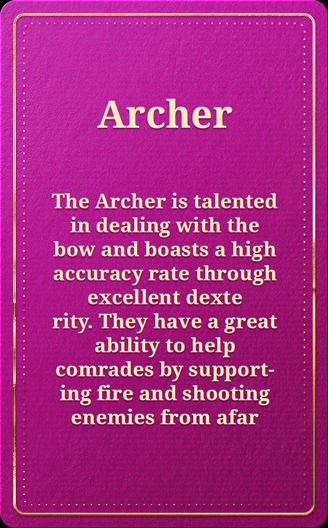 Archer
The Archer is talented
in dealing with the
bow and boasts a high
accuracy rate through
excellent dexte
rity. They have a great
ability to help
comrades by support-
ing fire and shooting
enemies from afar